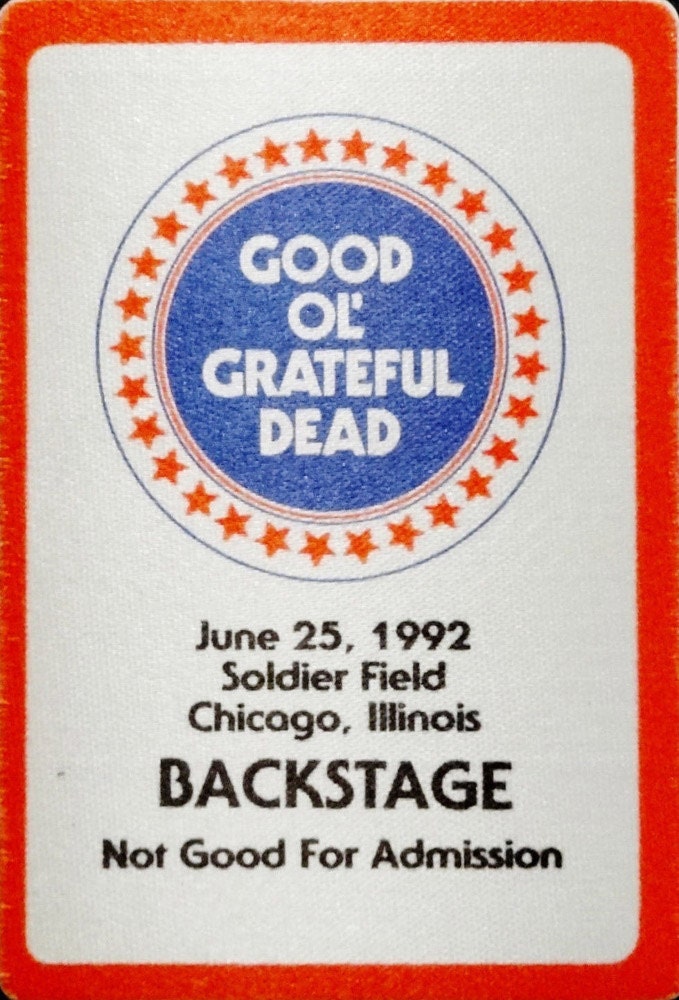 GOOD
OL'
GRATEFUL
DEAD
June 25, 1992
Soldier Field
Chicago, Illinois
BACKSTAGE
Not Good For Admission